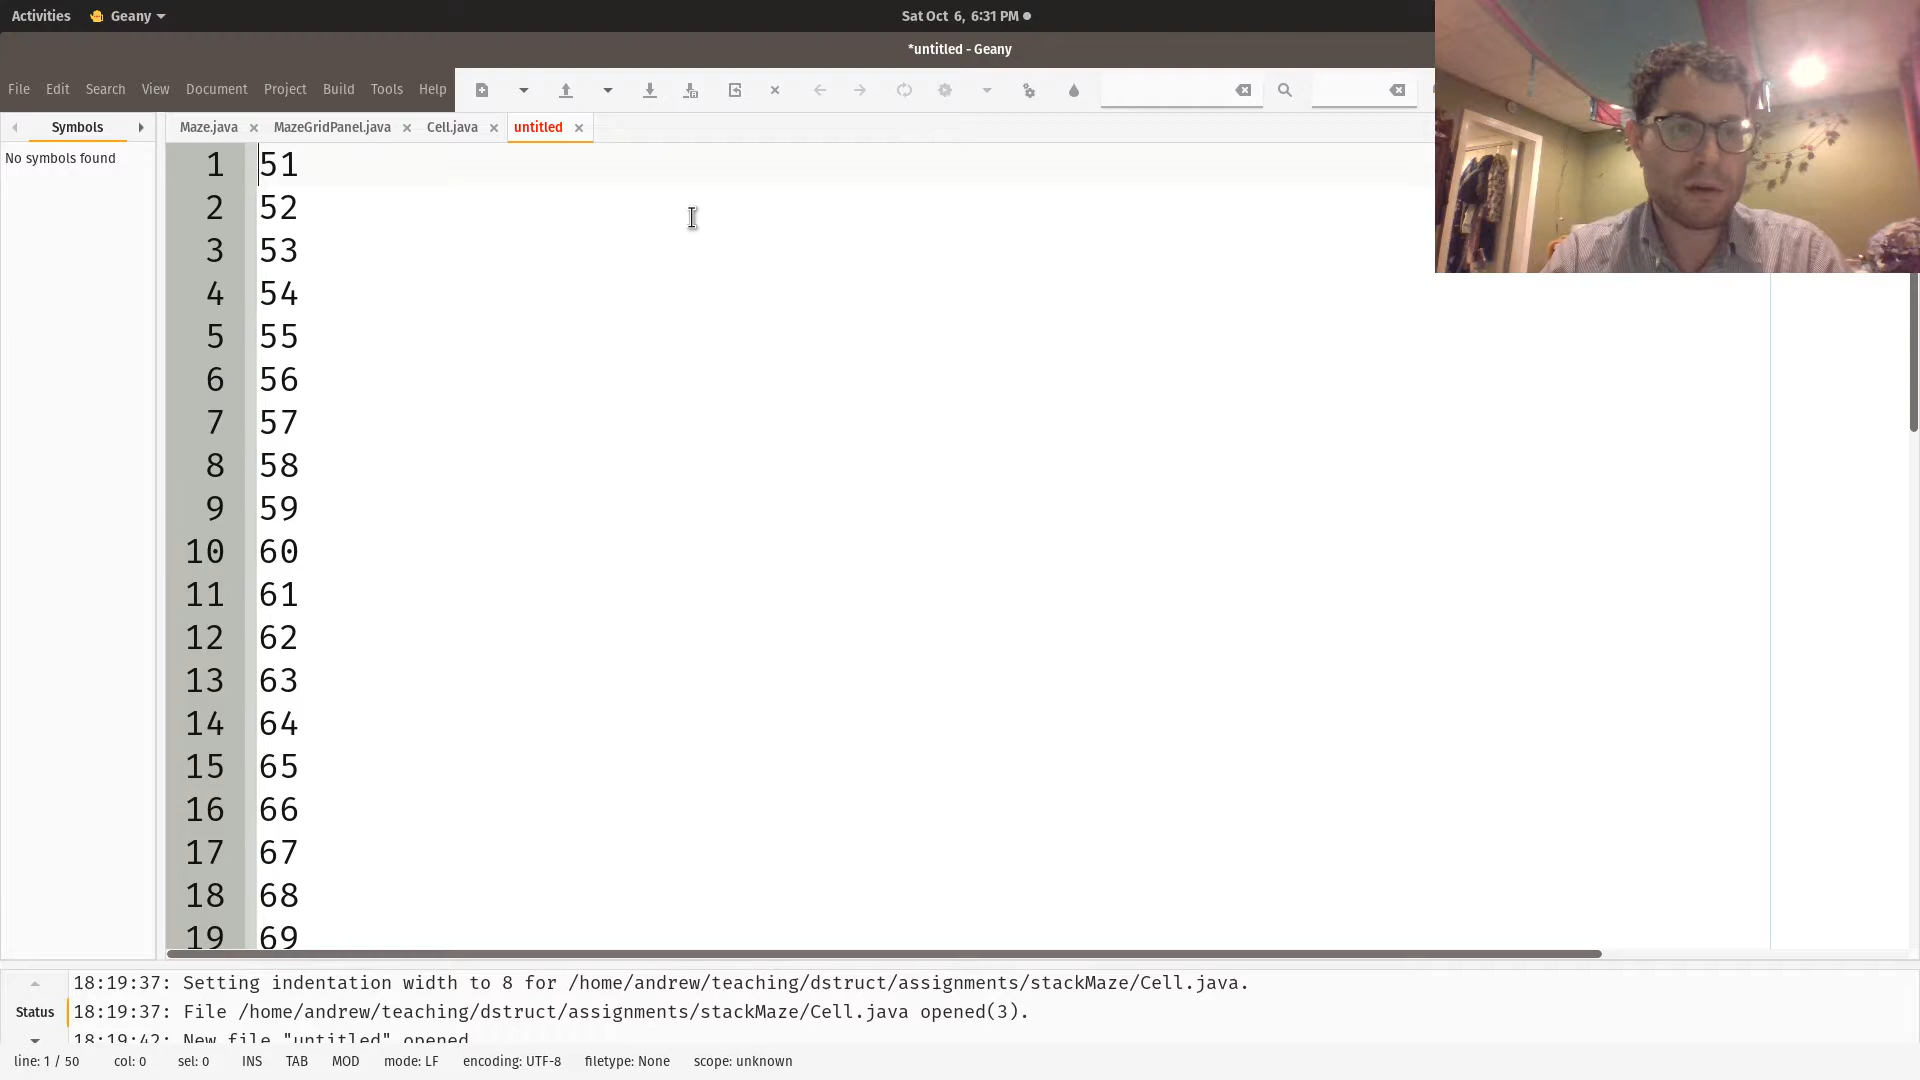 Activities Geany Sat Oct 6, 6:31 PM
*untitled - Geany
File Edit Search View Document Project Build Tools Help
Symbols Maze.java MazeGridPanel.java Cell.java untitled
No symbols found
1 51
2 52
3 53
4 54
5 55
6 56
7 57
8 58
9 59
10 60
11 61
12 62
13 63
14 64
15 65
16 66
17 67
18 68
19 69
18:19:37: Setting indentation width to 8 for /home/andrew/teaching/dstruct/assignments/stackMaze/Cell.java.
Status 18:19:37: File /home/andrew/teaching/dstruct/assignments/stackMaze/Cell.java opened(3).
18:19:42: New file "untitled" opened.
line: 1 / 50 col: 0 sel: 0 INS TAB MOD mode: LF encoding: UTF-8 filetype: None scope: unknown